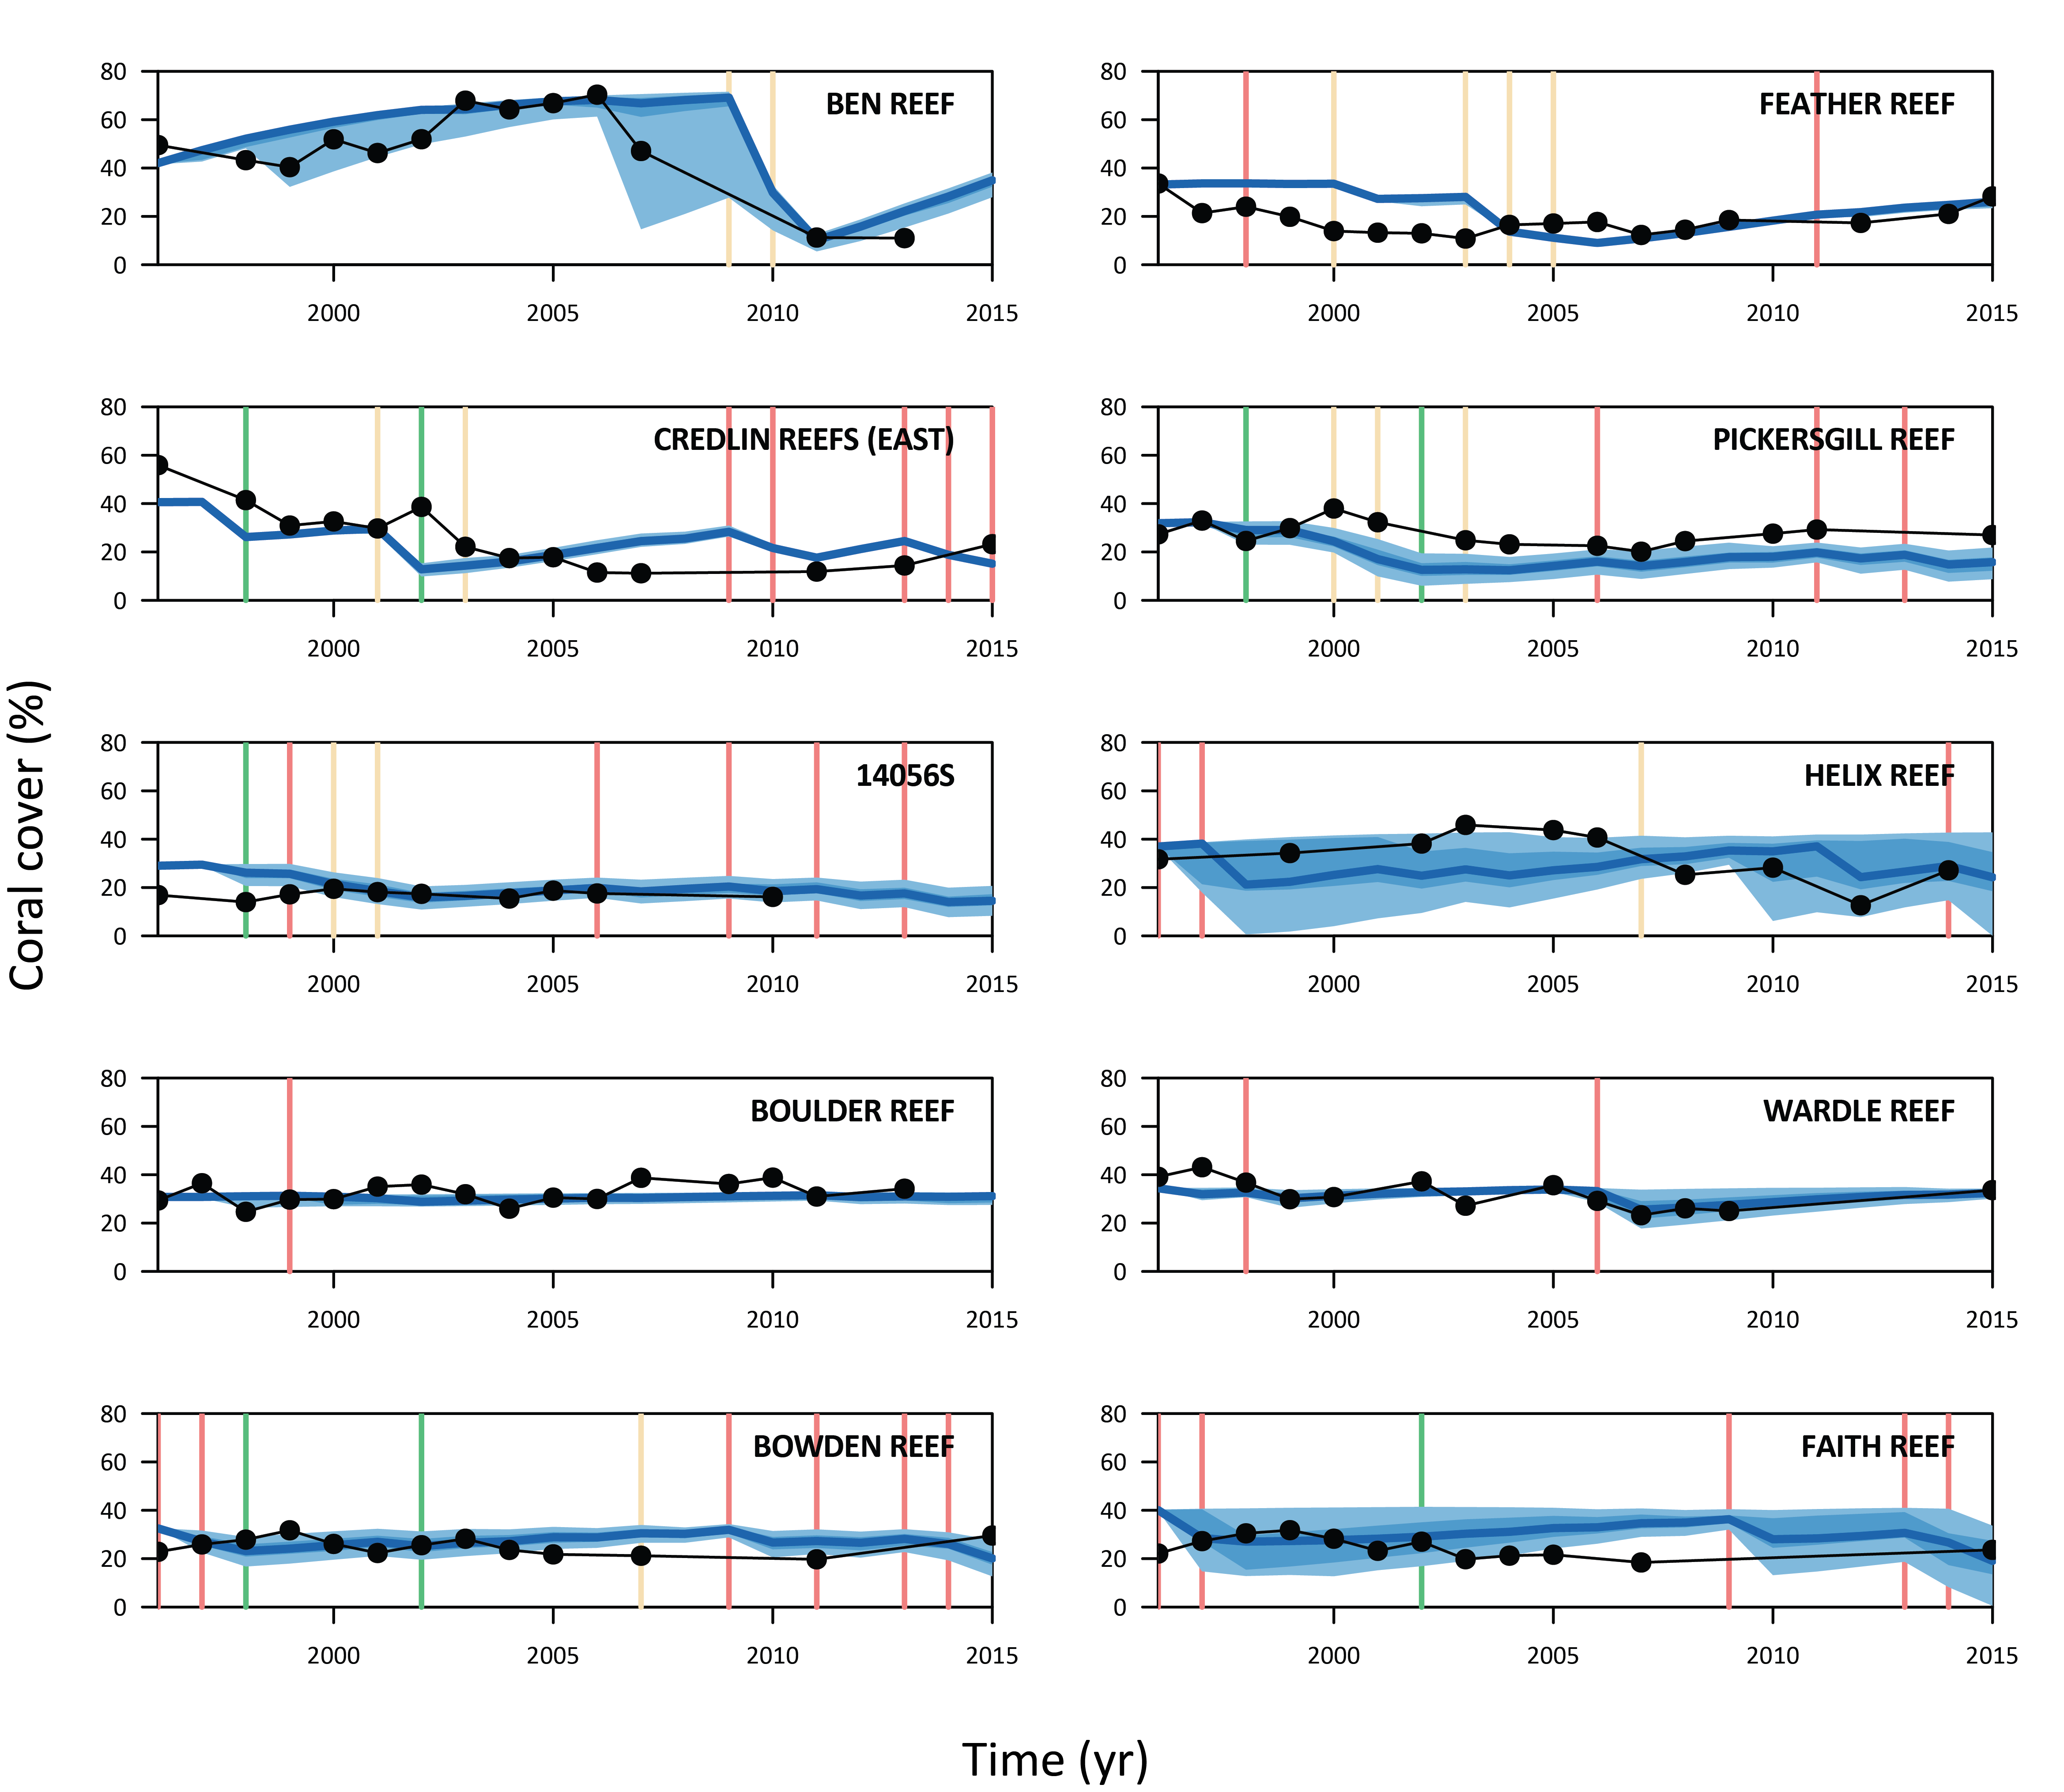 80
60
40
20
0
BEN REEF
2000 2005 2010 2015
80
60
40
20
0
FEATHER REEF
2000 2005 2010 2015
80
60
40
20
0
CREDLIN REEFS (EAST)
2000 2005 2010 2015
80
60
40
20
0
PICKERSGILL REEF
2000 2005 2010 2015
80
60
40
20
0
14056S
2000 2005 2010 2015
80
60
40
20
0
HELIX REEF
2000 2005 2010 2015
80
60
40
20
0
BOULDER REEF
2000 2005 2010 2015
80
60
40
20
0
WARDLE REEF
2000 2005 2010 2015
80
60
40
20
0
BOWDEN REEF
2000 2005 2010 2015
80
60
40
20
0
FAITH REEF
2000 2005 2010 2015
Coral cover (%)
Time (yr)